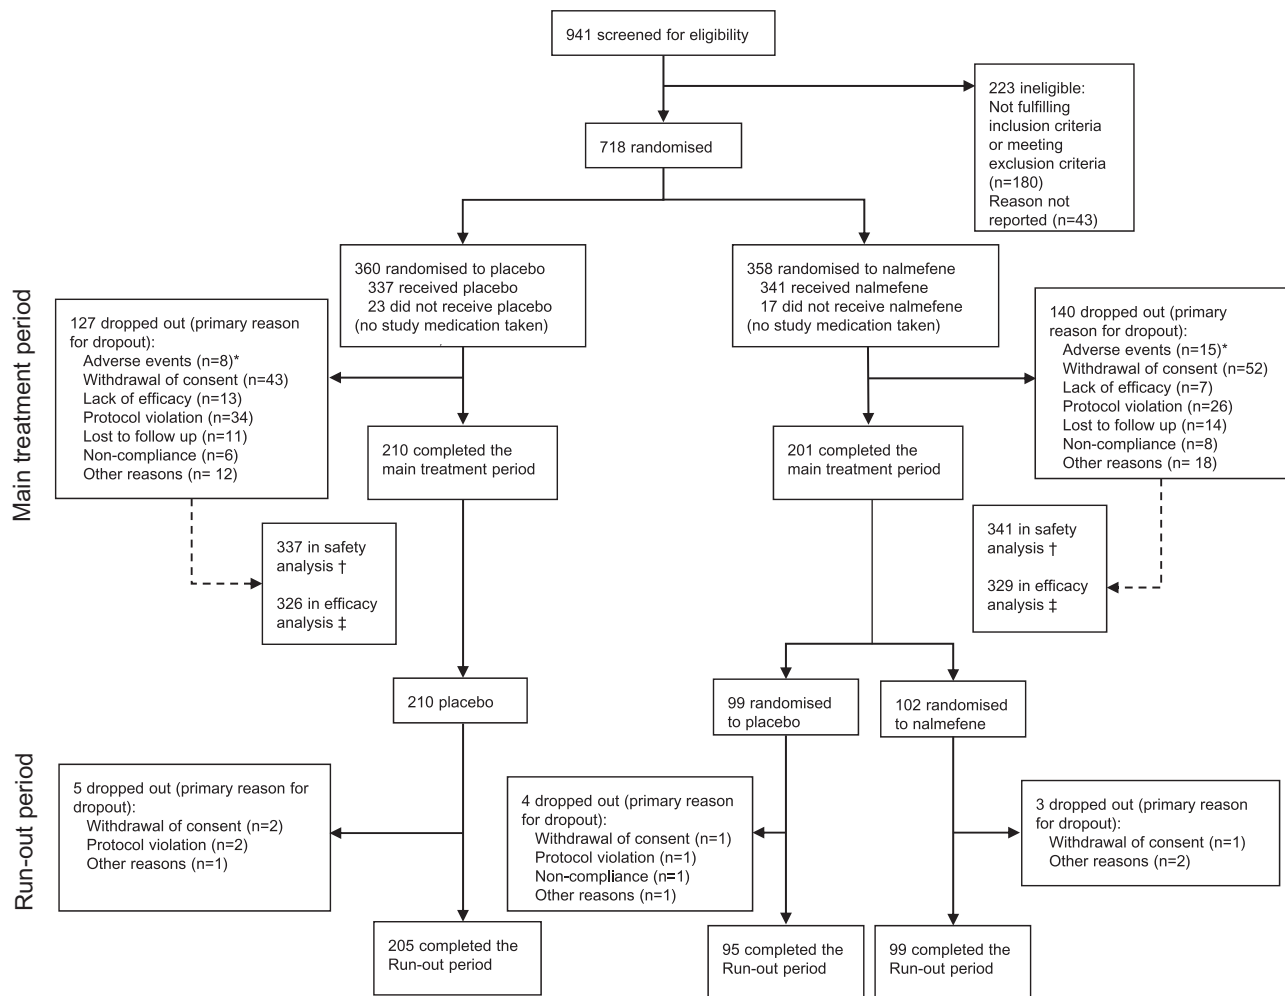 941 screened for eligibility
223 ineligible:
Not fulfilling
inclusion criteria
or meeting
exclusion criteria
(n=180)
Reason not
reported (n=43)
718 randomised
Main treatment period
360 randomised to placebo
337 received placebo
23 did not receive placebo
(no study medication taken)
358 randomised to nalmefene
341 received nalmefene
17 did not receive nalmefene
(no study medication taken)
127 dropped out (primary reason
for dropout):
Adverse events (n=8)*
Withdrawal of consent (n=43)
Lack of efficacy (n=13)
Protocol violation (n=34)
Lost to follow up (n=11)
Non-compliance (n=6)
Other reasons (n= 12)
140 dropped out (primary
reason for dropout):
Adverse events (n=15)*
Withdrawal of consent (n=52)
Lack of efficacy (n=7)
Protocol violation (n=26)
Lost to follow up (n=14)
Non-compliance (n=8)
Other reasons (n= 18)
210 completed the
main treatment period
201 completed the
main treatment period
337 in safety
analysis †
326 in efficacy
analysis ‡
341 in safety
analysis †
329 in efficacy
analysis ‡
210 placebo
99 randomised
to placebo
102 randomised
to nalmefene
Run-out period
5 dropped out (primary reason for
dropout):
Withdrawal of consent (n=2)
Protocol violation (n=2)
Other reasons (n=1)
4 dropped out (primary reason
for dropout):
Withdrawal of consent (n=1)
Protocol violation (n=1)
Non-compliance (n=1)
Other reasons (n=1)
3 dropped out (primary reason
for dropout):
Withdrawal of consent (n=1)
Other reasons (n=2)
205 completed the
Run-out period
95 completed the
Run-out period
99 completed the
Run-out period